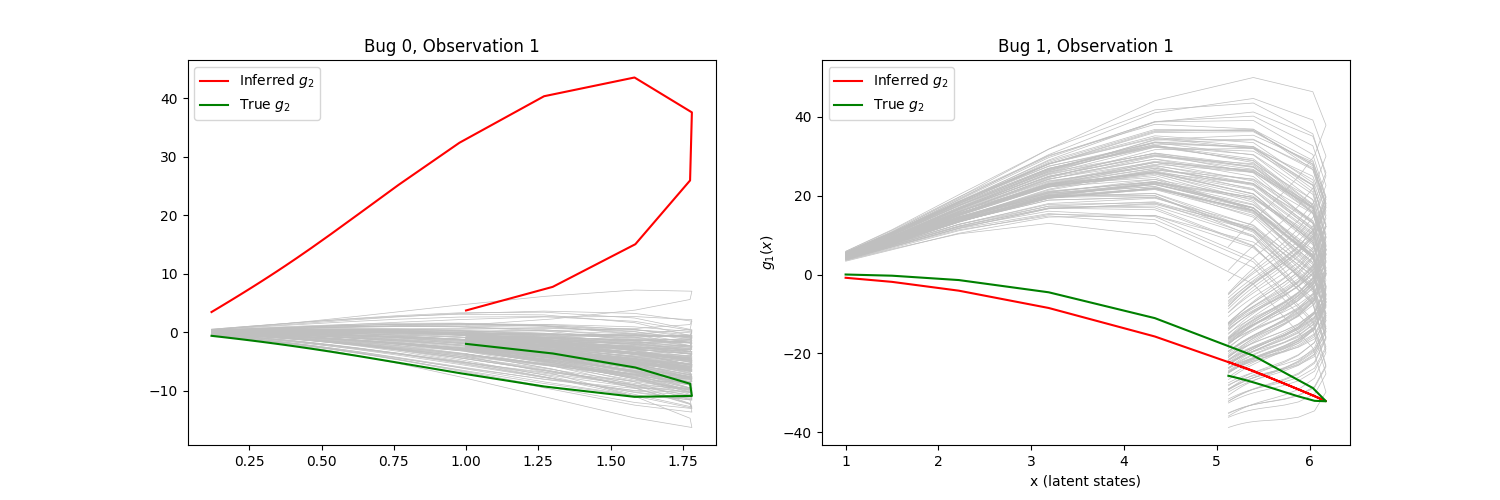 Bug 0, Observation 1
Inferred g₂
True g₂
40
30
20
10
0
−10
0.25 0.50 0.75 1.00 1.25 1.50 1.75
Bug 1, Observation 1
Inferred g₂
True g₂
40
20
0
−20
−40
g₁(x)
1 2 3 4 5 6
x (latent states)